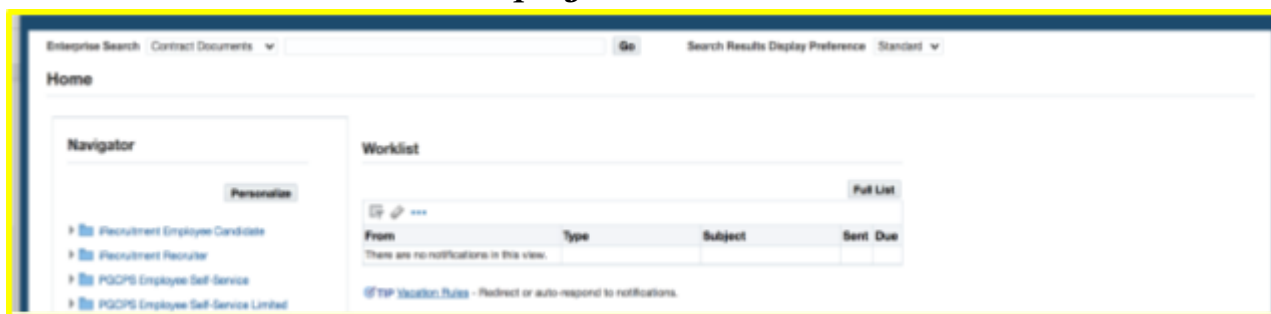 Enterprise Search Contract Documents Go Search Results Display Preference Standard
Home
Navigator
Personalize
iRecruitment Employee Candidate
iRecruitment Recruiter
PGCPS Employee Self-Service
PGCPS Employee Self-Service Limited
Worklist
Full List
From Type Subject Sent Due
There are no notifications in this view.
TIP Vacation Rules - Redirect or auto-respond to notifications.